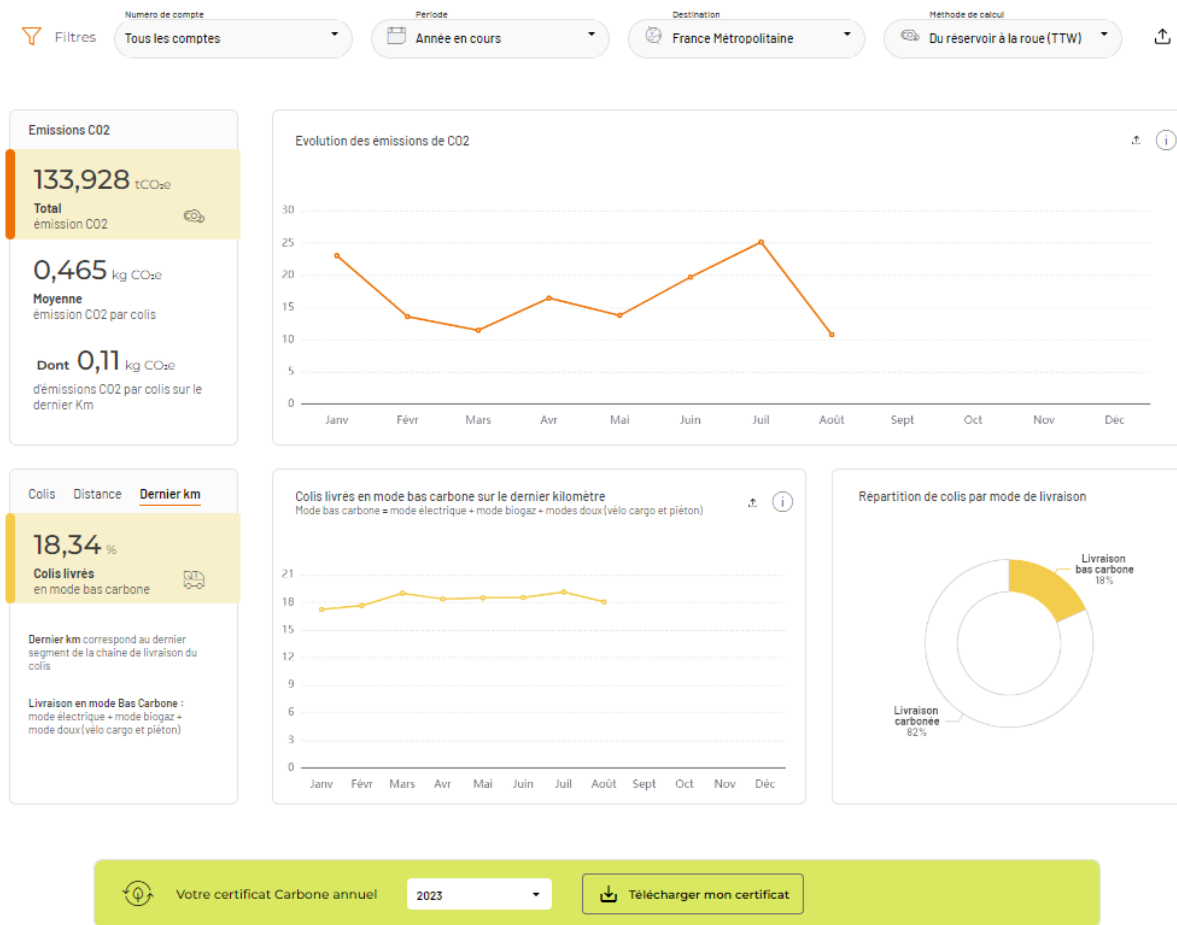 Filtres
Numéro de compte
Tous les comptes
Période
Année en cours
Destination
France Métropolitaine
Méthode de calcul
Du réservoir à la roue (TTW)
Emissions CO2
133,928 tCO₂e
Total
émission CO2
0,465 kg CO₂e
Moyenne
émission CO2 par colis
Dont 0,11 kg CO₂e
d'émissions CO2 par colis sur le
dernier Km
Evolution des émissions de CO2
i
30
25
20
15
10
5
0
Janv Févr Mars Avr Mai Juin Juil Août Sept Oct Nov Déc
Colis Distance Dernier km
18,34 %
Colis livrés
en mode bas carbone
Dernier km correspond au dernier
segment de la chaine de livraison du
colis
Livraison en mode Bas Carbone :
mode électrique + mode biogaz +
mode doux (vélo cargo et piéton)
Colis livrés en mode bas carbone sur le dernier kilomètre
Mode bas carbone = mode électrique + mode biogaz + modes doux (vélo cargo et piéton)
i
21
18
15
12
9
6
3
0
Janv Févr Mars Avr Mai Juin Juil Août Sept Oct Nov Déc
Répartition de colis par mode de livraison
Livraison
bas carbone
18%
Livraison
carbonée
82%
Votre certificat Carbone annuel
2023
Télécharger mon certificat